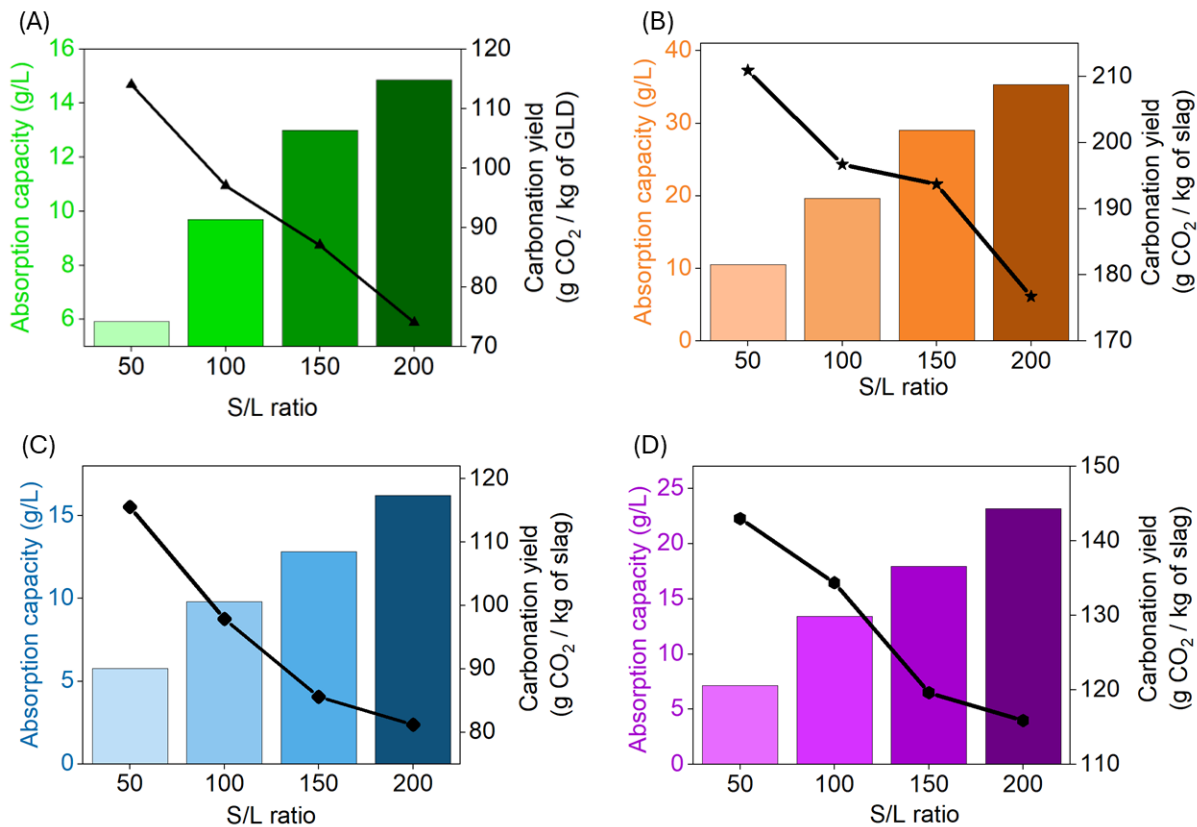 (A)
Absorption capacity (g/L)
16
14
12
10
8
6
120
110
100
90
80
70
Carbonation yield
(g CO₂ / kg of GLD)
50 100 150 200
S/L ratio
(B)
Absorption capacity (g/L)
40
30
20
10
0
210
200
190
180
170
Carbonation yield
(g CO₂ / kg of slag)
50 100 150 200
S/L ratio
(C)
Absorption capacity (g/L)
15
10
5
0
120
110
100
90
80
Carbonation yield
(g CO₂ / kg of slag)
50 100 150 200
S/L ratio
(D)
Absorption capacity (g/L)
25
20
15
10
5
0
150
140
130
120
110
Carbonation yield
(g CO₂ / kg of slag)
50 100 150 200
S/L ratio